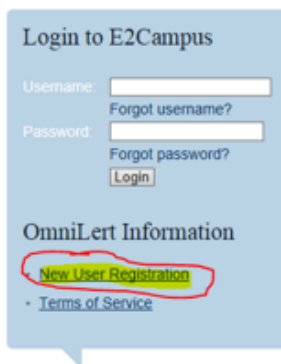 Login to E2Campus
Username:
Forgot username?
Password:
Forgot password?
Login
OmniLert Information
New User Registration
Terms of Service